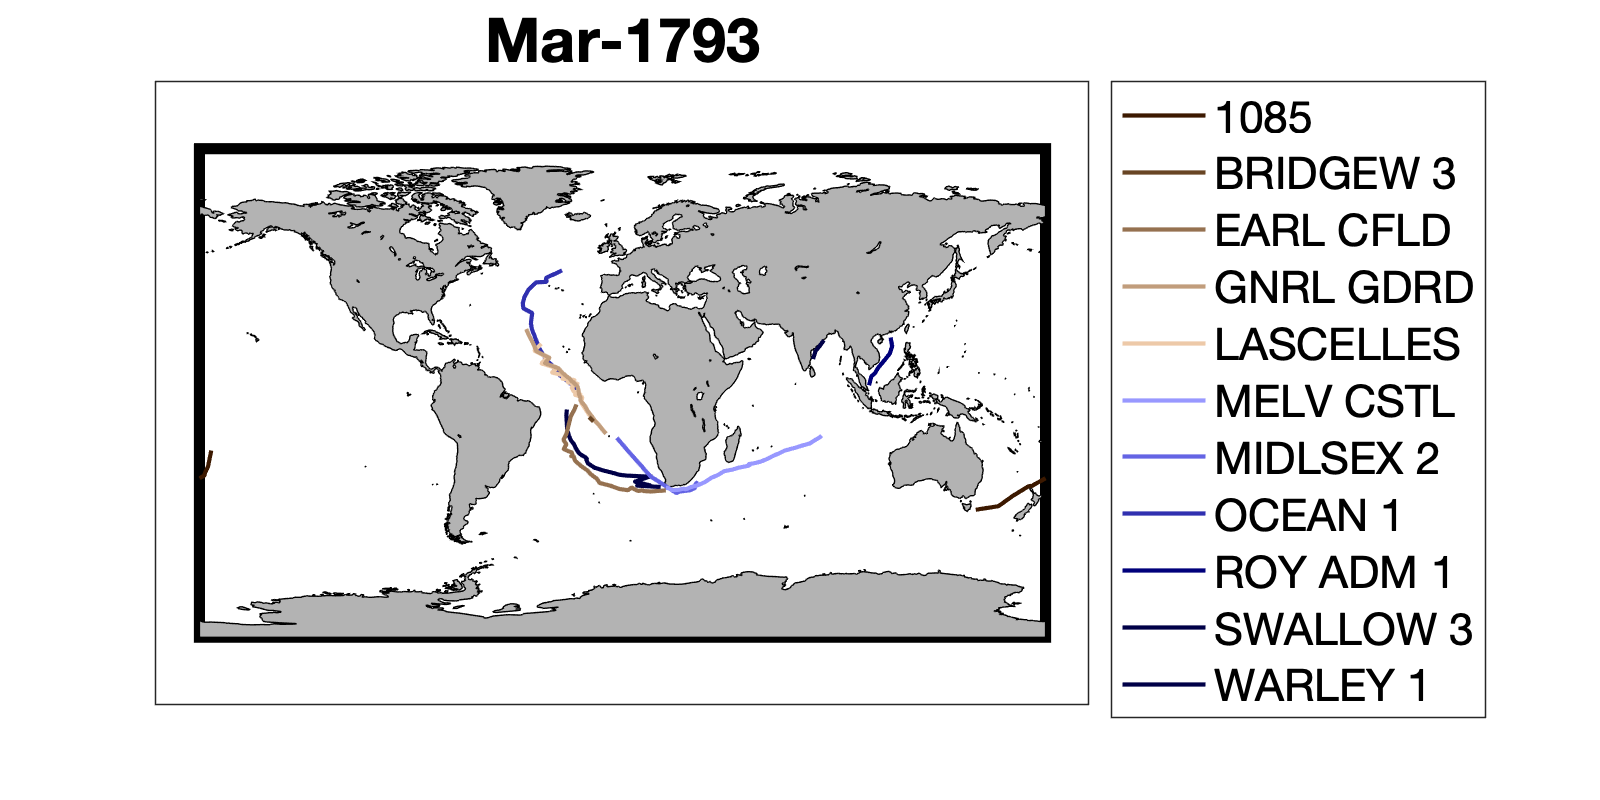 Mar-1793
1085
BRIDGEW 3
EARL CFLD
GNRL GDRD
LASCELLES
MELV CSTL
MIDLSEX 2
OCEAN 1
ROY ADM 1
SWALLOW 3
WARLEY 1